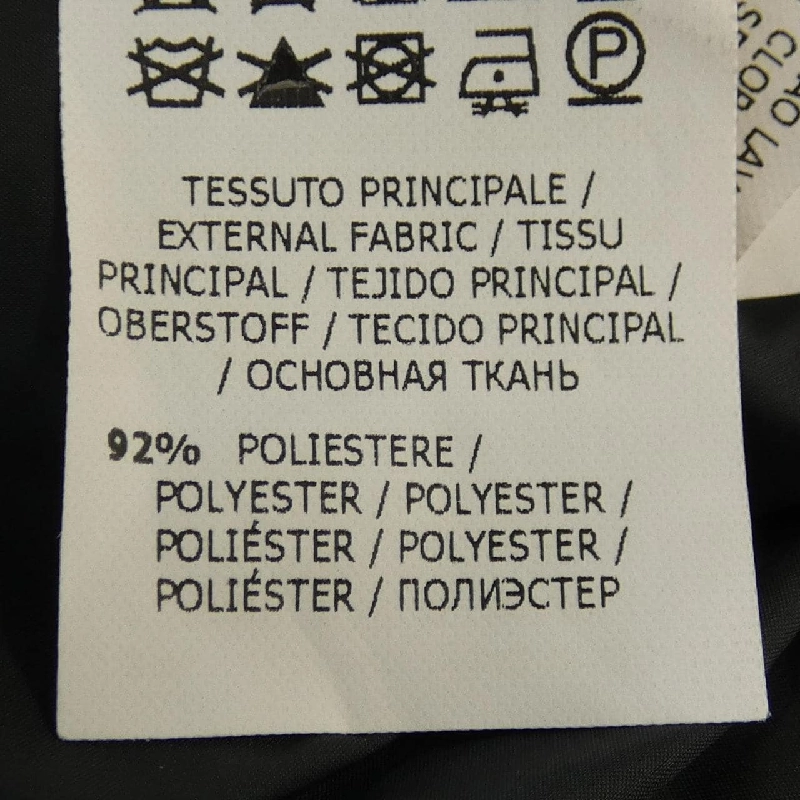 P
TESSUTO PRINCIPALE /
EXTERNAL FABRIC / TISSU
PRINCIPAL / TEJIDO PRINCIPAL /
OBERSTOFF / TECIDO PRINCIPAL
/ ОСНОВНАЯ ТКАНЬ
92% POLIESTERE /
POLYESTER / POLYESTER /
POLIÉSTER / POLYESTER /
POLIÉSTER / ПОЛИЭСТЕР